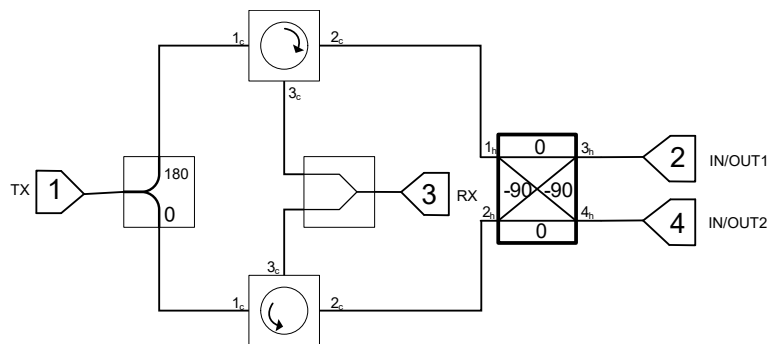 1c 2c
3c
180
0
TX 1
3 RX
1h 0 3h
-90 -90
2h 0 4h
2 IN/OUT1
4 IN/OUT2
3c
1c 2c